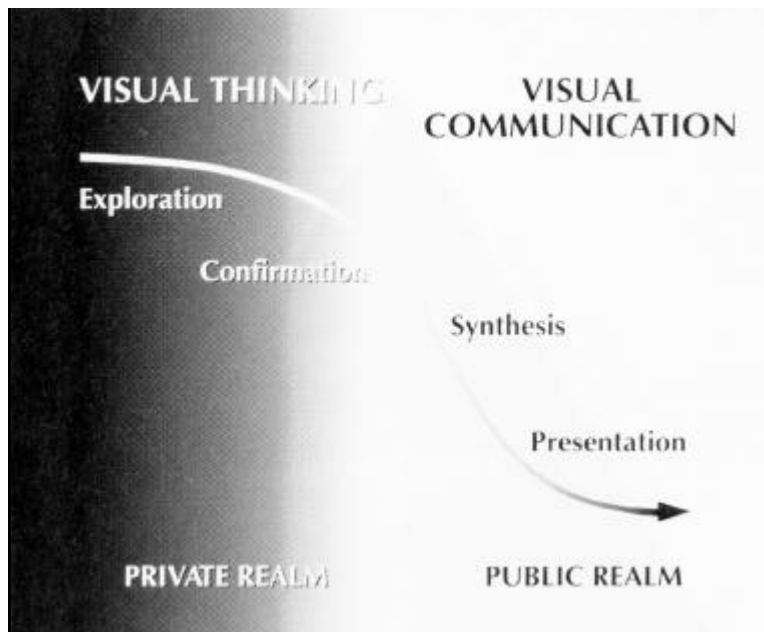 VISUAL THINKING
VISUAL
COMMUNICATION
Exploration
Confirmation
Synthesis
Presentation
PRIVATE REALM
PUBLIC REALM